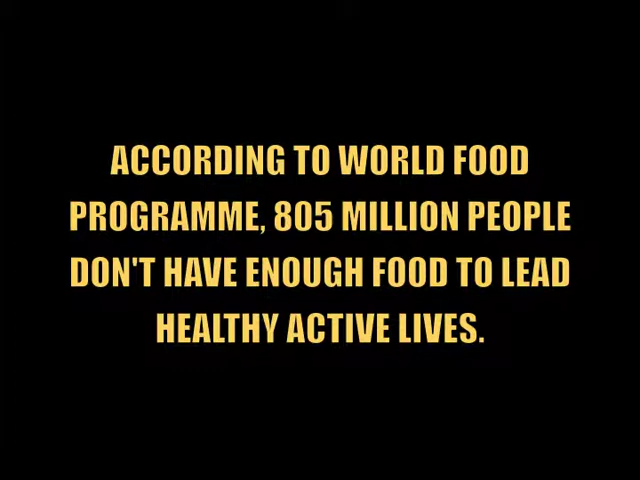 ACCORDING TO WORLD FOOD
PROGRAMME, 805 MILLION PEOPLE
DON'T HAVE ENOUGH FOOD TO LEAD
HEALTHY ACTIVE LIVES.